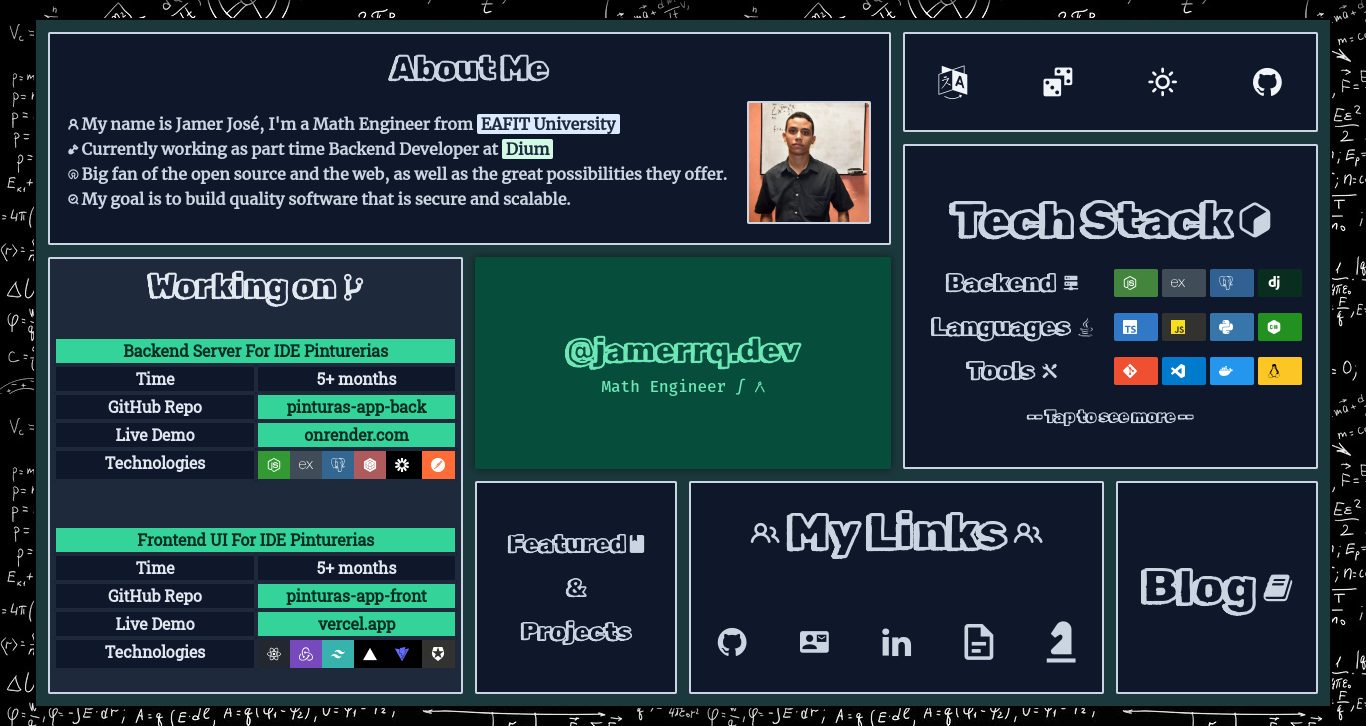 About Me
My name is Jamer José, I'm a Math Engineer from EAFIT University
Currently working as part time Backend Developer at Dium
Big fan of the open source and the web, as well as the great possibilities they offer.
My goal is to build quality software that is secure and scalable.
Working on
Backend Server For IDE Pinturerias
Time 5+ months
GitHub Repo pinturas-app-back
Live Demo onrender.com
Technologies
ex
Frontend UI For IDE Pinturerias
Time 5+ months
GitHub Repo pinturas-app-front
Live Demo vercel.app
Technologies
@jamerrq.dev
Math Engineer ∫ ∧
Tech Stack
Backend
ex dj
Languages
TS JS
Tools
-- Tap to see more --
Featured
&
Projects
My Links
in
Blog